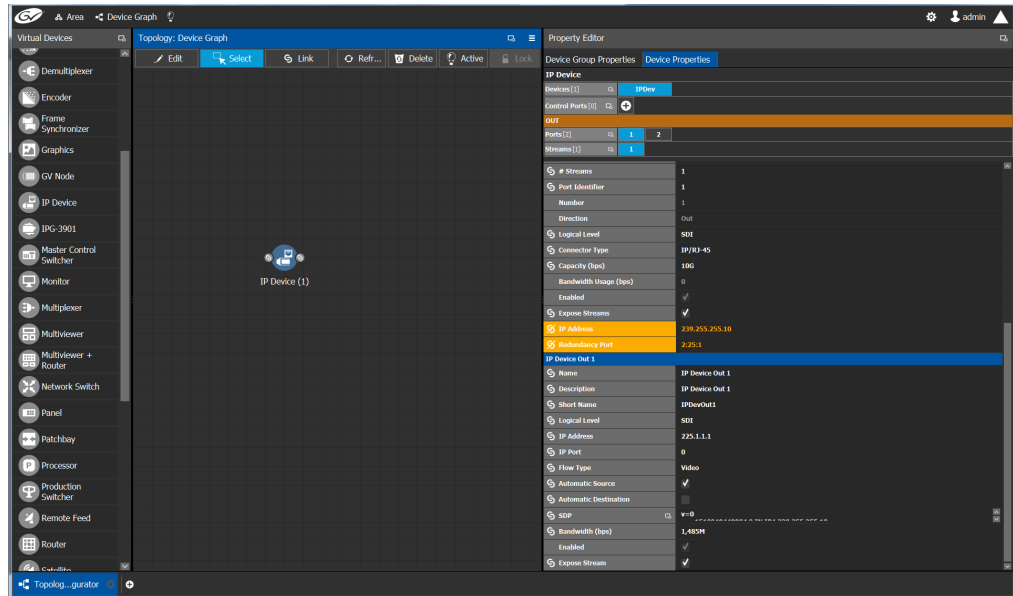 GV Area Device Graph admin
Virtual Devices
Demultiplexer
Encoder
Frame
Synchronizer
Graphics
GV Node
IP Device
IPG-3901
Master Control
Switcher
Monitor
Multiplexer
Multiviewer
Multiviewer +
Router
Network Switch
Panel
Patchbay
P Processor
Production
Switcher
Remote Feed
Router
Satellite
Topology: Device Graph
Edit Select Link Refr... Delete Active Lock
IP Device (1)
Property Editor
Device Group Properties Device Properties
IP Device
Devices[1] IPDev
Control Ports[0]
OUT
Ports[2] 1 2
Streams[1] 1
# Streams 1
Port Identifier 1
Number 1
Direction Out
Logical Level SDI
Connector Type IP/RJ-45
Capacity (bps) 10G
Bandwidth Usage (bps) 0
Enabled
Expose Streams
IP Address 239.255.255.10
Redundancy Port 2:25:1
IP Device Out 1
Name IP Device Out 1
Description IP Device Out 1
Short Name IPDevOut1
Logical Level SDI
IP Address 225.1.1.1
IP Port 0
Flow Type Video
Automatic Source
Automatic Destination
SDP v=0
Bandwidth (bps) 1,485M
Enabled
Expose Stream
Topolog...gurator